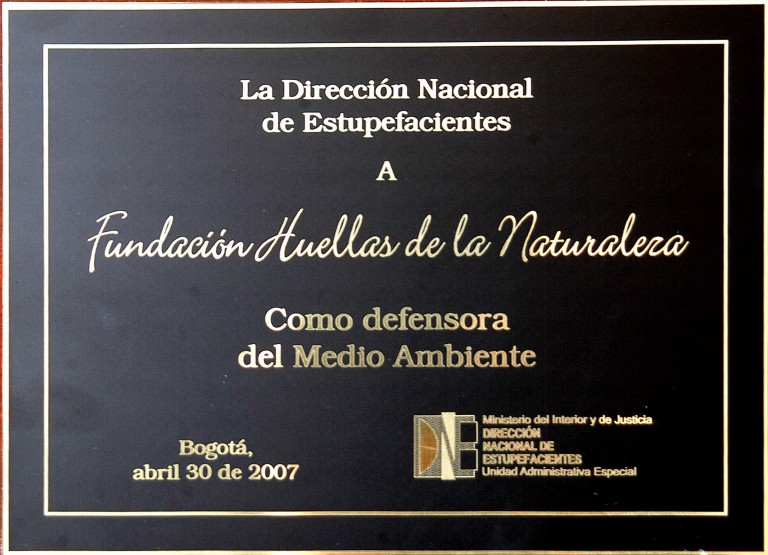 La Dirección Nacional
de Estupefacientes
A
Fundación Huellas de la Naturaleza
Como defensora
del Medio Ambiente
Bogotá,
abril 30 de 2007
DNE
Ministerio del Interior y de Justicia
DIRECCIÓN
NACIONAL DE
ESTUPEFACIENTES
Unidad Administrativa Especial